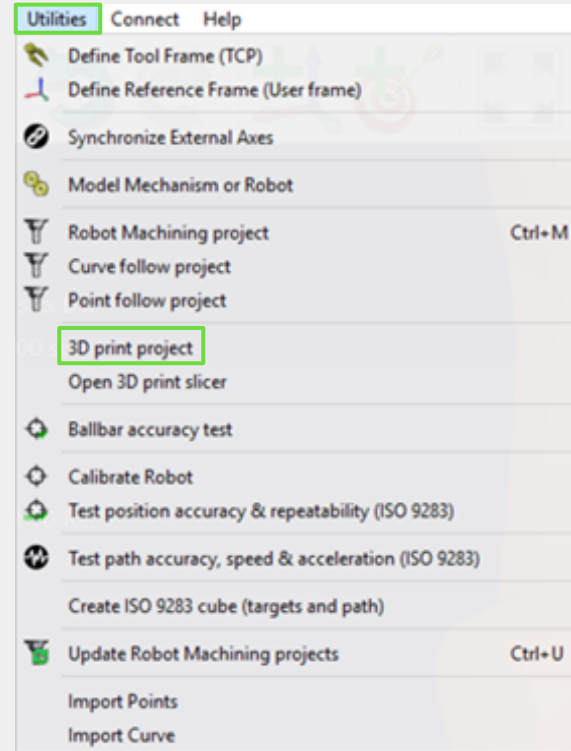 Utilities Connect Help
Define Tool Frame (TCP)
Define Reference Frame (User frame)
Synchronize External Axes
Model Mechanism or Robot
Robot Machining project Ctrl+M
Curve follow project
Point follow project
3D print project
Open 3D print slicer
Ballbar accuracy test
Calibrate Robot
Test position accuracy & repeatability (ISO 9283)
Test path accuracy, speed & acceleration (ISO 9283)
Create ISO 9283 cube (targets and path)
Update Robot Machining projects Ctrl+U
Import Points
Import Curve